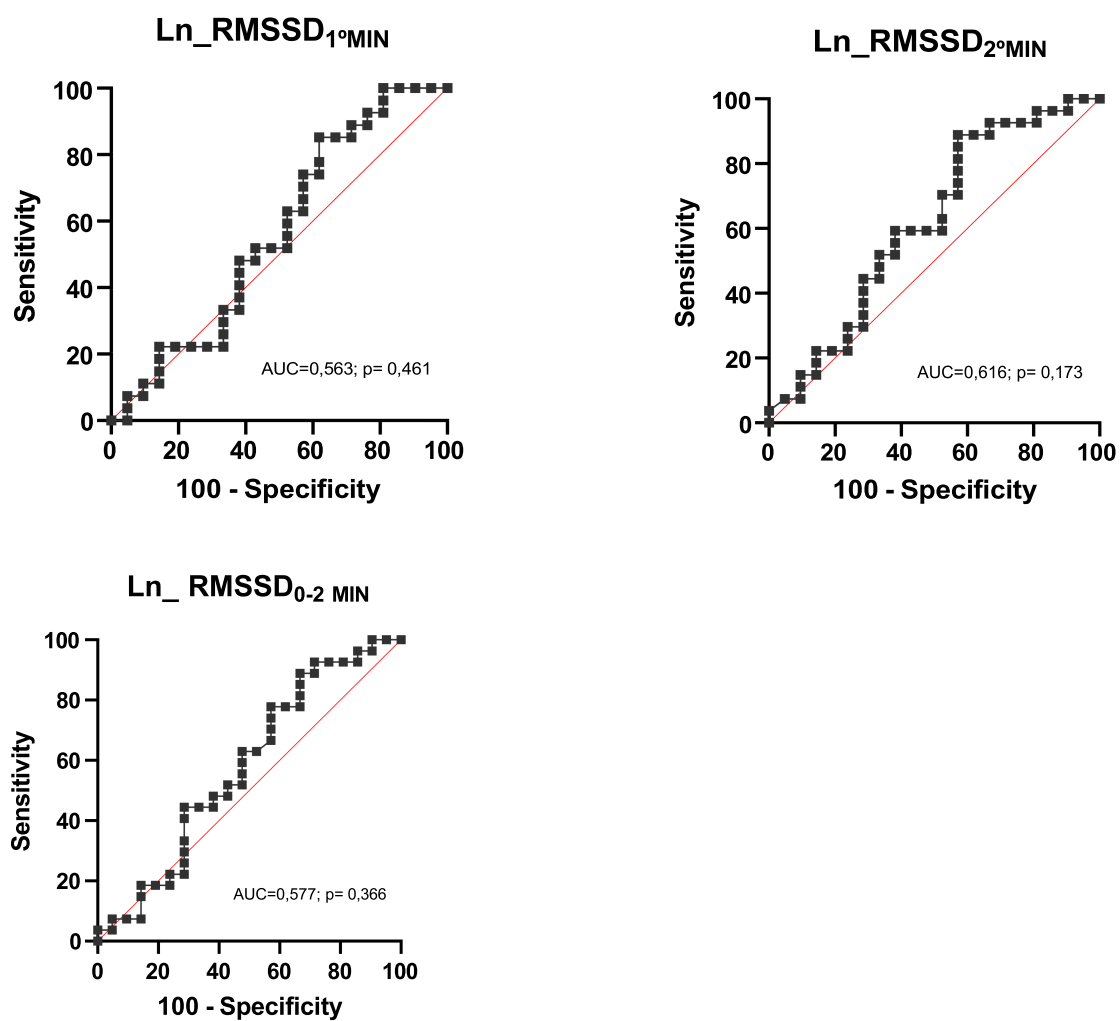 Ln_RMSSD1ºMIN
100
80
60
40
20
0
Sensitivity
AUC=0,563; p= 0,461
0 20 40 60 80 100
100 - Specificity
Ln_RMSSD2ºMIN
100
80
60
40
20
0
Sensitivity
AUC=0,616; p= 0,173
0 20 40 60 80 100
100 - Specificity
Ln_ RMSSD0-2 MIN
100
80
60
40
20
0
Sensitivity
AUC=0,577; p= 0,366
0 20 40 60 80 100
100 - Specificity